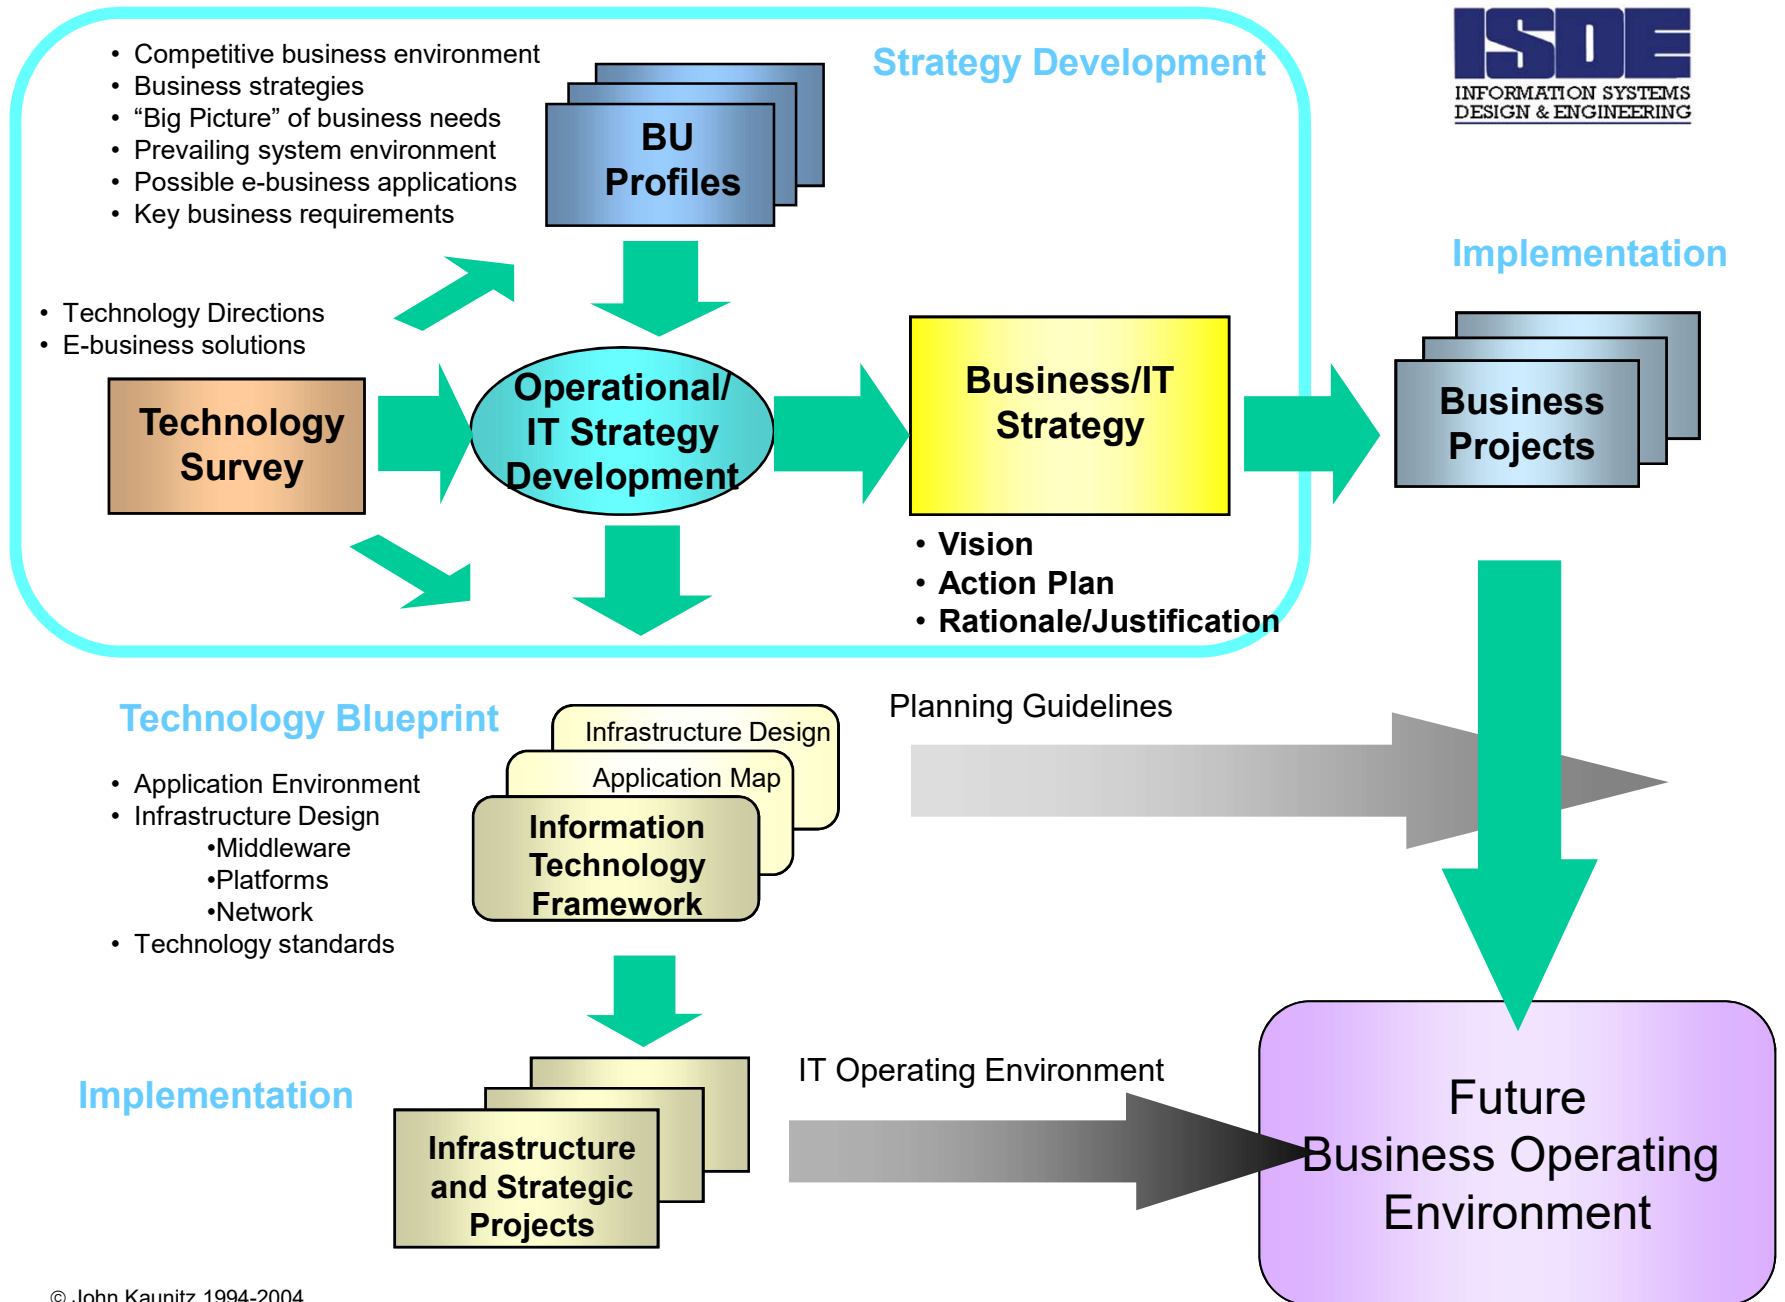 • Competitive business environment
• Business strategies
• “Big Picture” of business needs
• Prevailing system environment
• Possible e-business applications
• Key business requirements
BU
Profiles
Strategy Development
ISDE
INFORMATION SYSTEMS
DESIGN & ENGINEERING
Implementation
• Technology Directions
• E-business solutions
Technology
Survey
Operational/
IT Strategy
Development
Business/IT
Strategy
• Vision
• Action Plan
• Rationale/Justification
Business
Projects
Technology Blueprint
• Application Environment
• Infrastructure Design
•Middleware
•Platforms
•Network
• Technology standards
Infrastructure Design
Application Map
Information
Technology
Framework
Planning Guidelines
Implementation
Infrastructure
and Strategic
Projects
IT Operating Environment
Future
Business Operating
Environment
© John Kaunitz 1994-2004